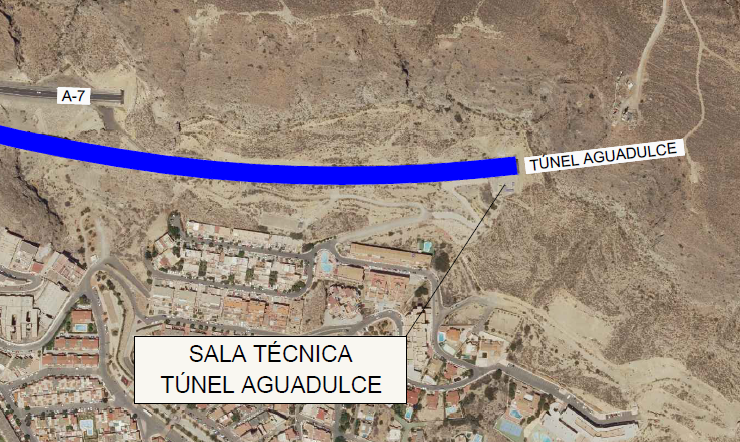 A-7
TÚNEL AGUADULCE
SALA TÉCNICA
TÚNEL AGUADULCE